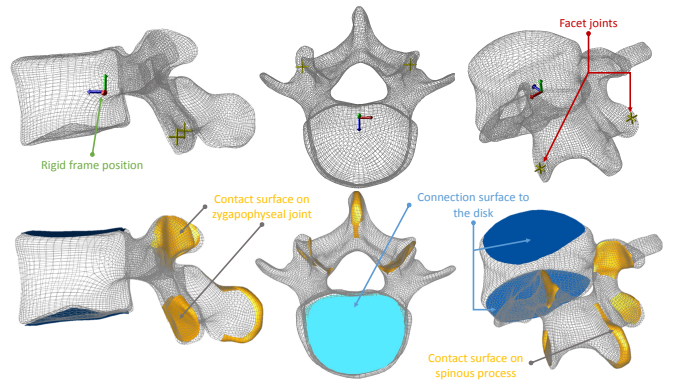 Facet joints
Rigid frame position
Contact surface on
zygapophyseal joint
Connection surface to
the disk
Contact surface on
spinous process